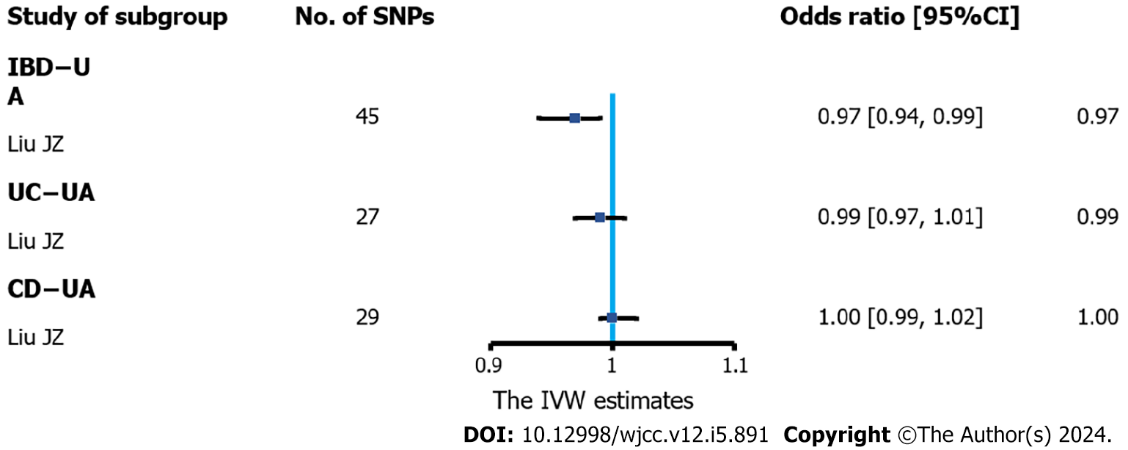 Study of subgroup No. of SNPs Odds ratio [95%CI]
IBD−U
A
45 0.97 [0.94, 0.99] 0.97
Liu JZ
UC−UA
27 0.99 [0.97, 1.01] 0.99
Liu JZ
CD−UA
29 1.00 [0.99, 1.02] 1.00
Liu JZ
0.9 1 1.1
The IVW estimates
DOI: 10.12998/wjcc.v12.i5.891 Copyright ©The Author(s) 2024.